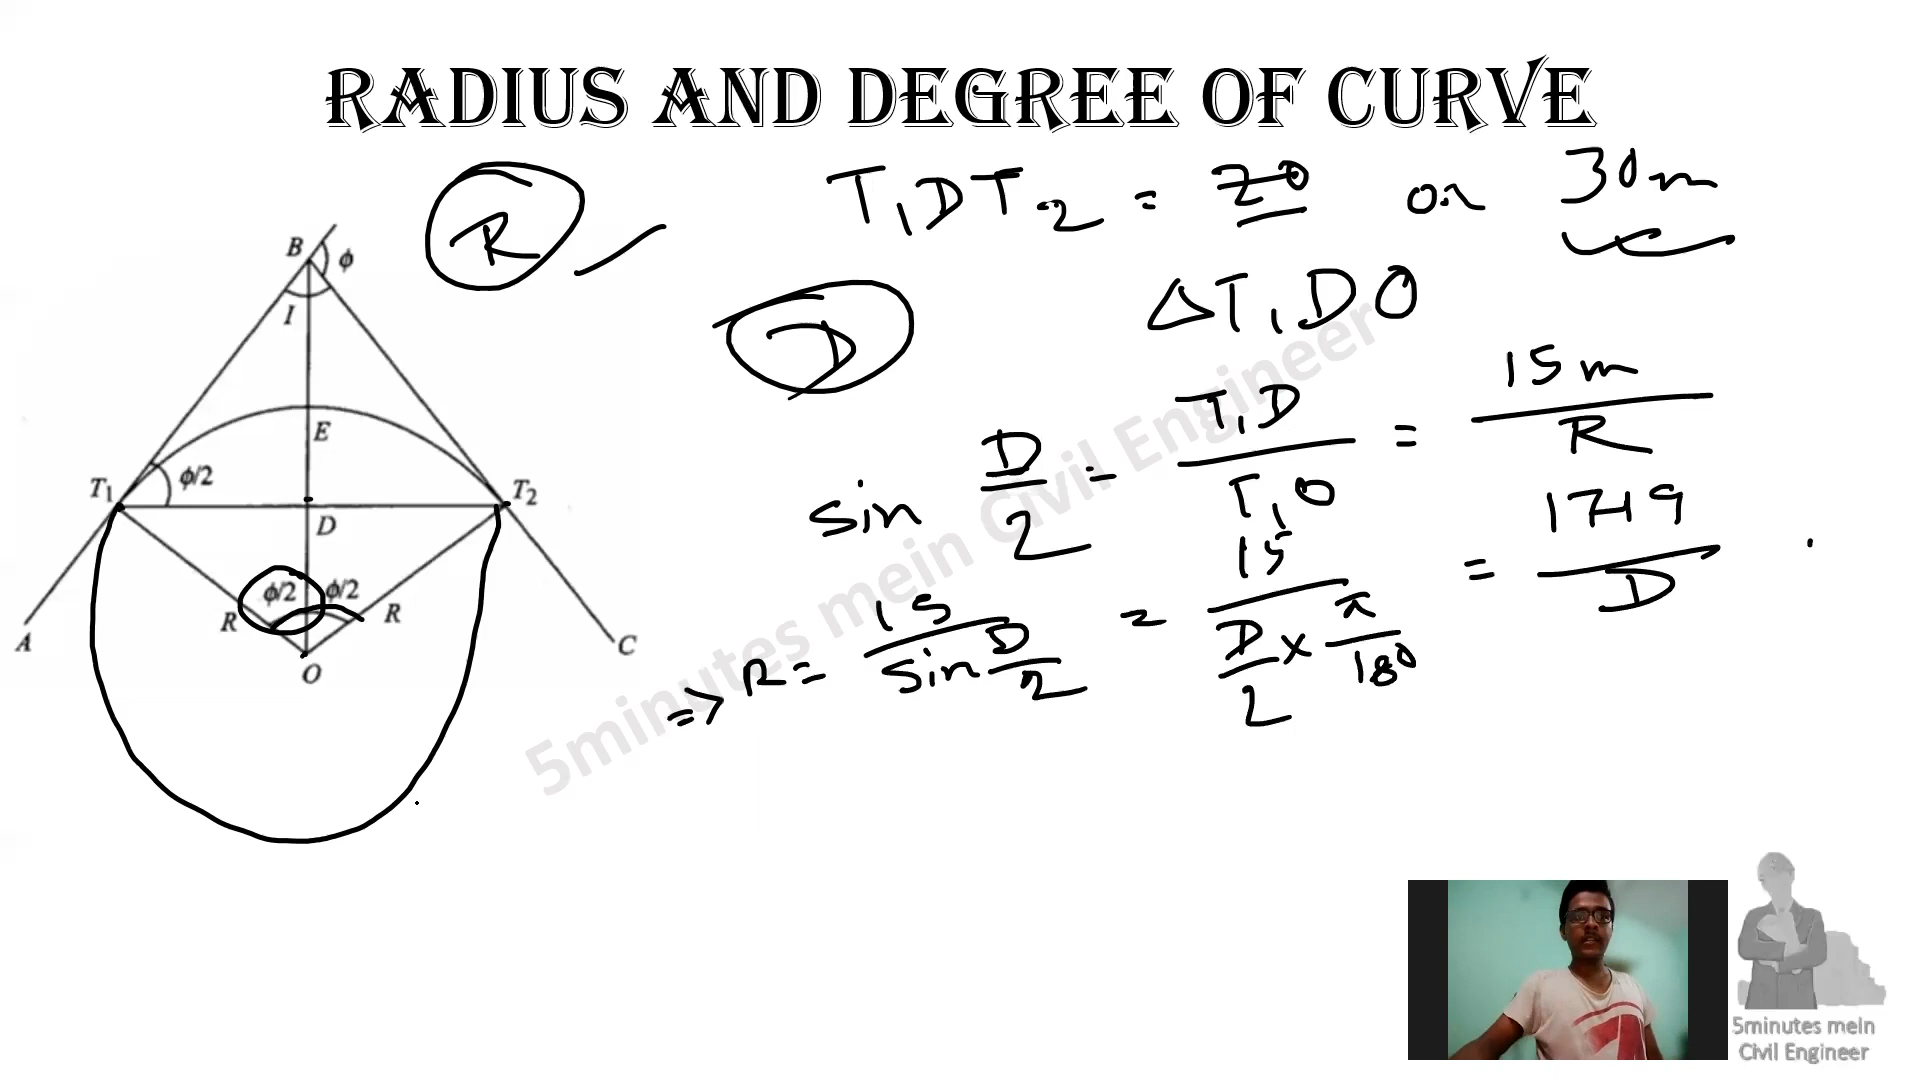 RADIUS AND DEGREE OF CURVE
R
T₁DT₂ = 20 or 30m
D
ΔT₁DO
sin D/2 = T₁D/T₁O = 15m/R
⇒ R = 15/sin D/2 = 15/(D/2 × π/180) = 1719/D
B
ϕ
I
E
T₁
ϕ/2
T₂
D
ϕ/2
ϕ/2
R
R
A
O
C
5minutes mein Civil Engineer
5minutes mein
Civil Engineer